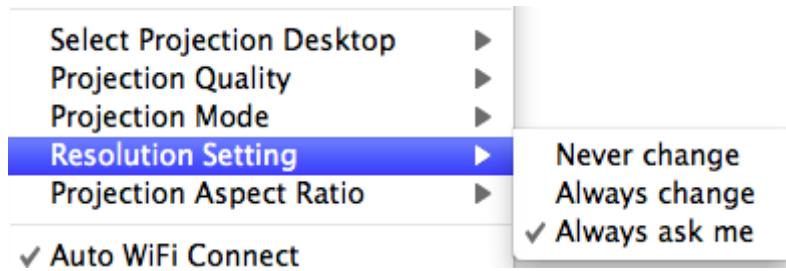 Select Projection Desktop
Projection Quality
Projection Mode
Resolution Setting
Projection Aspect Ratio
Auto WiFi Connect
Never change
Always change
Always ask me